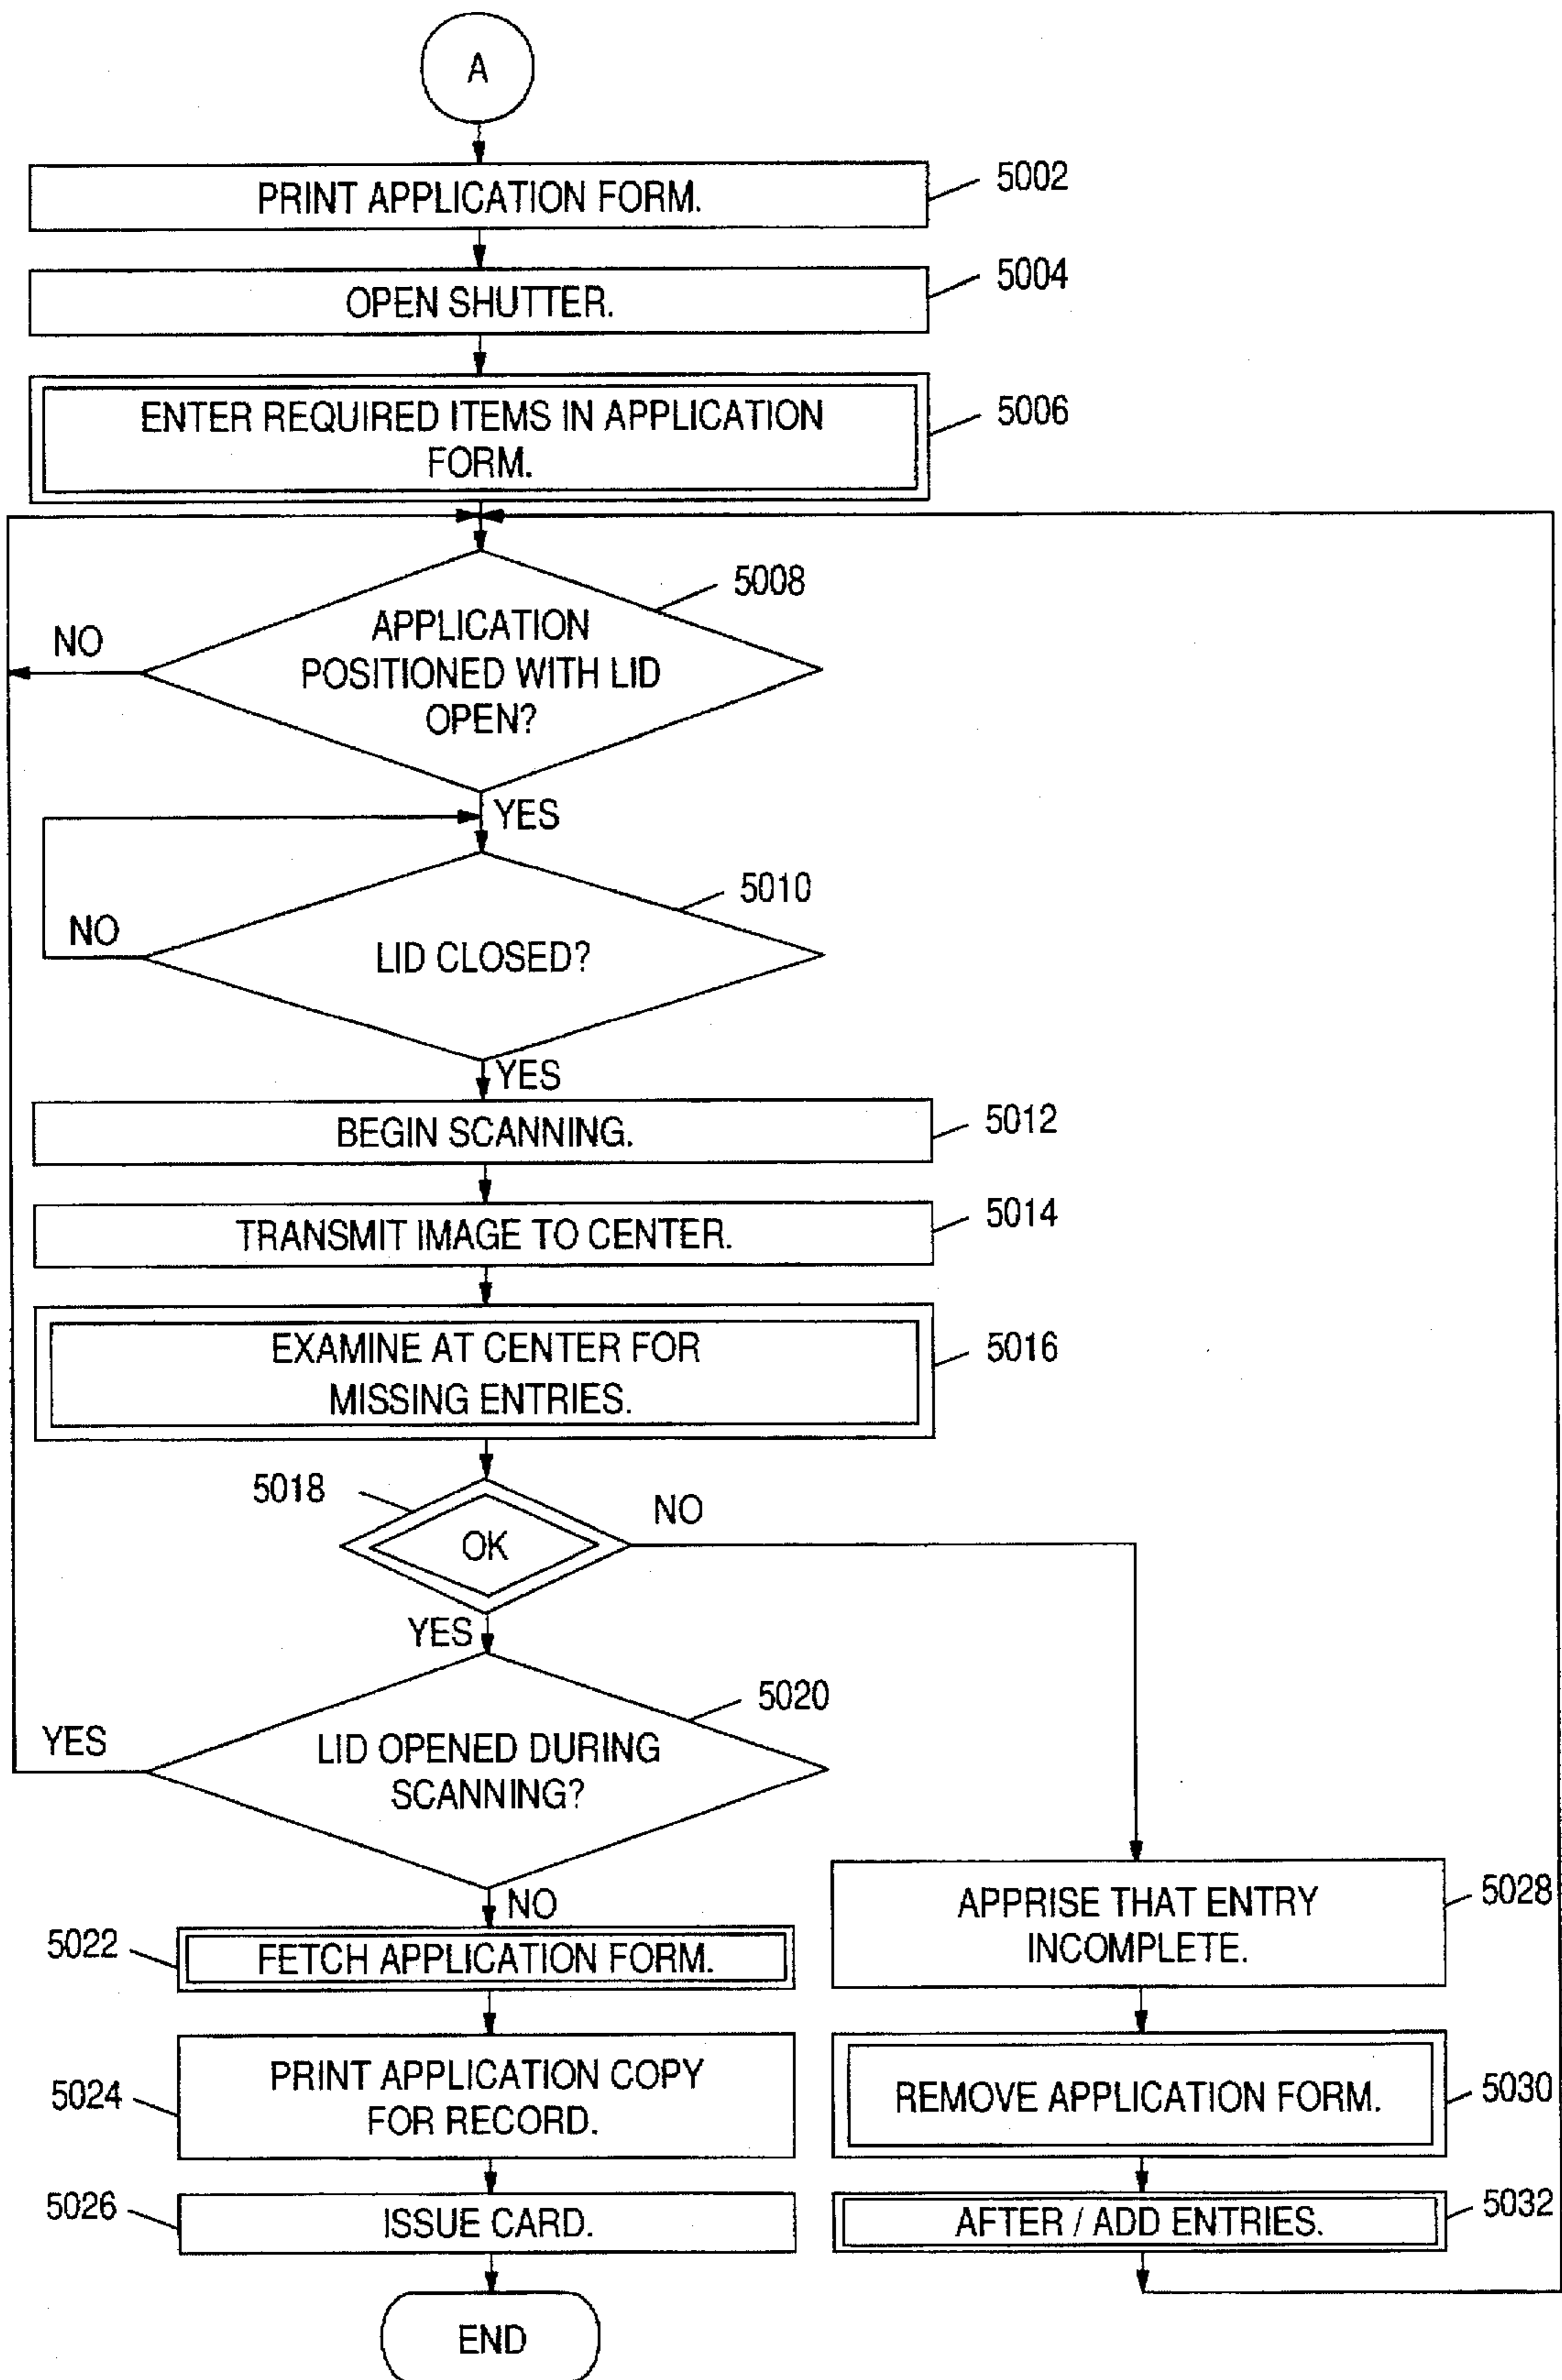 A
PRINT APPLICATION FORM.
5002
OPEN SHUTTER.
5004
ENTER REQUIRED ITEMS IN APPLICATION
FORM.
5006
5008
APPLICATION
POSITIONED WITH LID
OPEN?
NO
YES
5010
LID CLOSED?
NO
YES
BEGIN SCANNING.
5012
TRANSMIT IMAGE TO CENTER.
5014
EXAMINE AT CENTER FOR
MISSING ENTRIES.
5016
5018
OK
NO
YES
5020
LID OPENED DURING
SCANNING?
YES
NO
5022
FETCH APPLICATION FORM.
5024
PRINT APPLICATION COPY
FOR RECORD.
5026
ISSUE CARD.
END
APPRISE THAT ENTRY
INCOMPLETE.
5028
REMOVE APPLICATION FORM.
5030
AFTER / ADD ENTRIES.
5032